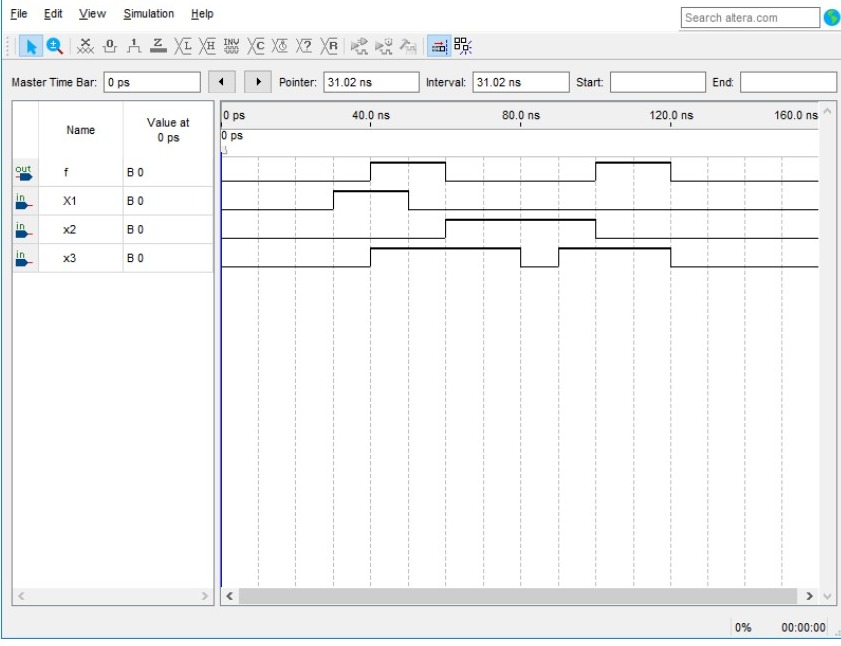 File Edit View Simulation Help
Search altera.com
Master Time Bar: 0 ps Pointer: 31.02 ns Interval: 31.02 ns Start: End:
Name Value at 0 ps
0 ps 40.0 ns 80.0 ns 120.0 ns 160.0 ns
0 ps
out f B 0
in X1 B 0
in x2 B 0
in x3 B 0
0% 00:00:00